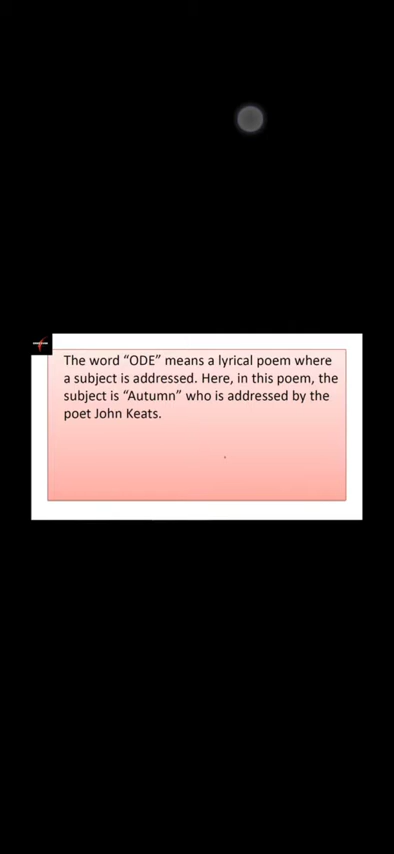 The word “ODE” means a lyrical poem where
a subject is addressed. Here, in this poem, the
subject is “Autumn” who is addressed by the
poet John Keats.